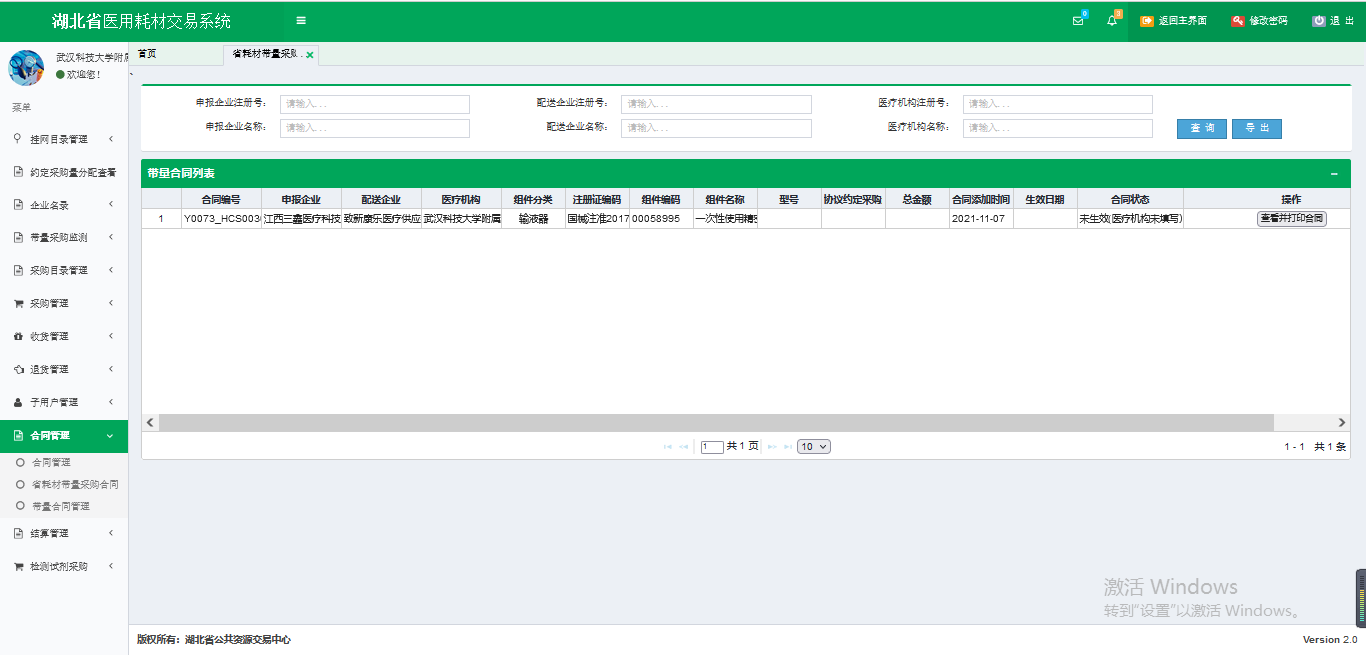 湖北省医用耗材交易系统
0
3
返回主界面
修改密码
退 出
武汉科技大学附属
欢迎您！
首页
省耗材带量采购 .
菜单
挂网目录管理
约定采购量分配查看
企业名录
带量采购监测
采购目录管理
采购管理
收货管理
退货管理
子用户管理
合同管理
合同管理
省耗材带量采购合同
带量合同管理
结算管理
检测试剂采购
申报企业注册号： 请输入...
配送企业注册号： 请输入...
医疗机构注册号： 请输入...
申报企业名称： 请输入...
配送企业名称： 请输入...
医疗机构名称： 请输入...
查 询
导 出
带量合同列表
合同编号 申报企业 配送企业 医疗机构 组件分类 注册证编码 组件编码 组件名称 型号 协议约定采购 总金额 合同添加时间 生效日期 合同状态 操作
1 Y0073_HCS003 江西三鑫医疗科技 致新康乐医疗供应 武汉科技大学附属 输液器 国械注准2017 00058995 一次性使用精密 2021-11-07 未生效(医疗机构未填写) 查看并打印合同
1 共 1 页 10
1 - 1 共 1 条
激活 Windows
转到"设置"以激活 Windows。
版权所有：湖北省公共资源交易中心
Version 2.0